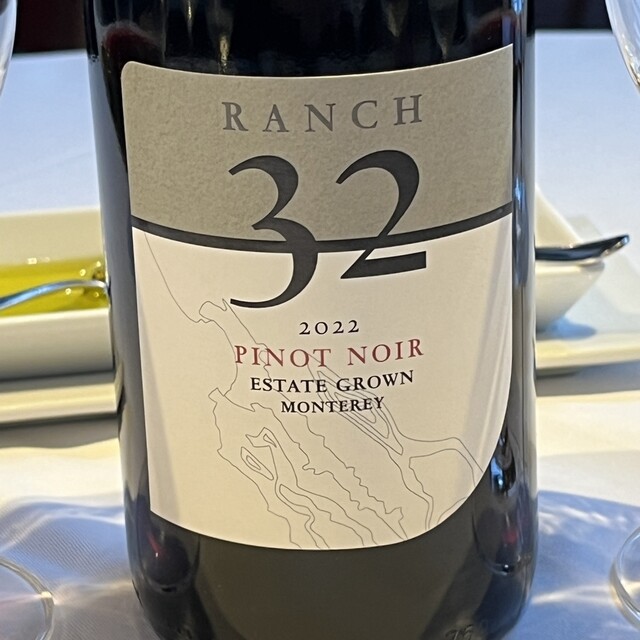 RANCH
32
2022
PINOT NOIR
ESTATE GROWN
MONTEREY